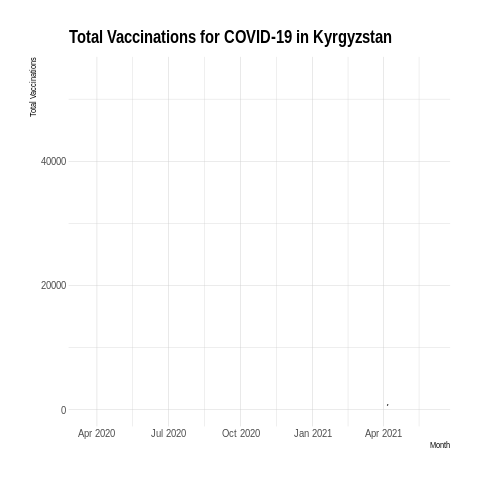 Total Vaccinations for COVID-19 in Kyrgyzstan
Total Vaccinations
40000
20000
0
Apr 2020
Jul 2020
Oct 2020
Jan 2021
Apr 2021
Month